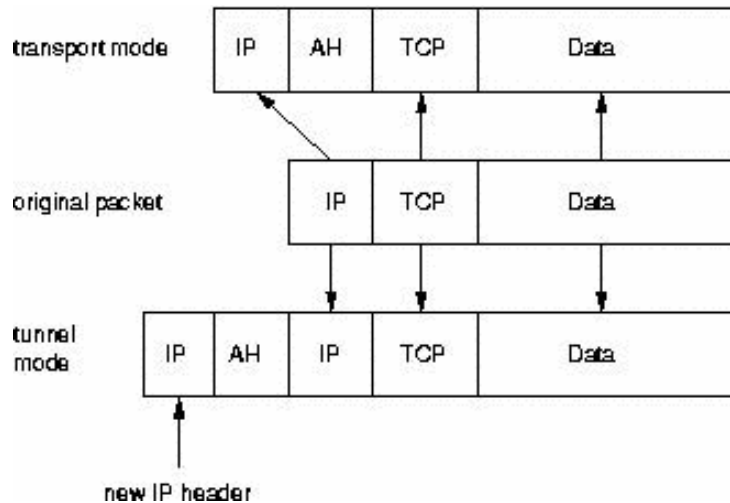 transport mode IP AH TCP Data
original packet IP TCP Data
tunnel
mode IP AH IP TCP Data
new IP header